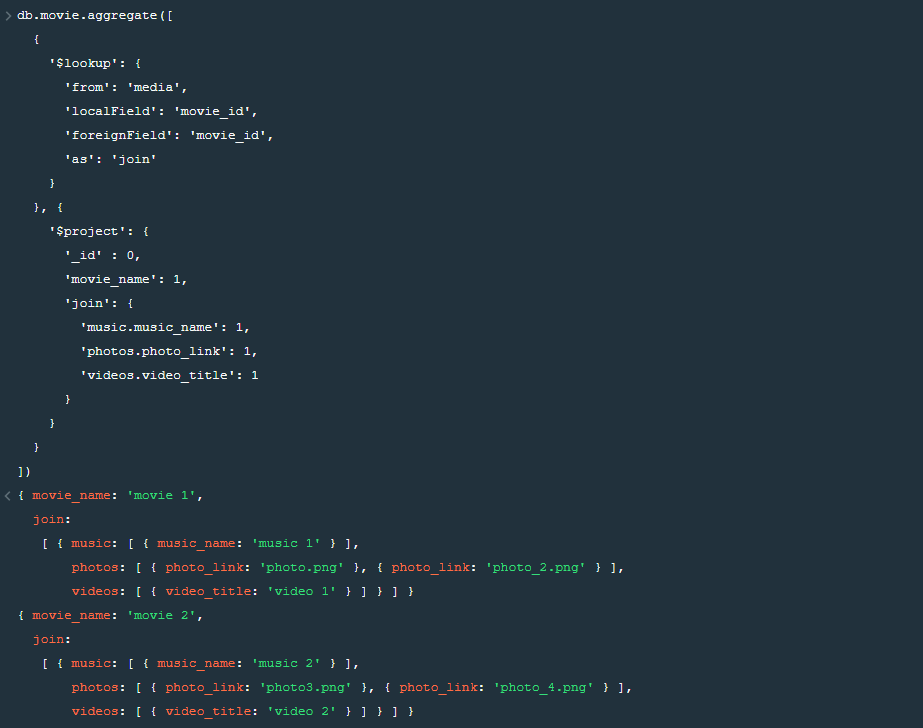 > db.movie.aggregate([
{
'$lookup': {
'from': 'media',
'localField': 'movie_id',
'foreignField': 'movie_id',
'as': 'join'
}
}, {
'$project': {
'_id' : 0,
'movie_name': 1,
'join': {
'music.music_name': 1,
'photos.photo_link': 1,
'videos.video_title': 1
}
}
}
])
< { movie_name: 'movie 1',
join:
[ { music: [ { music_name: 'music 1' } ],
photos: [ { photo_link: 'photo.png' }, { photo_link: 'photo_2.png' } ],
videos: [ { video_title: 'video 1' } ] } ] }
{ movie_name: 'movie 2',
join:
[ { music: [ { music_name: 'music 2' } ],
photos: [ { photo_link: 'photo3.png' }, { photo_link: 'photo_4.png' } ],
videos: [ { video_title: 'video 2' } ] } ] }